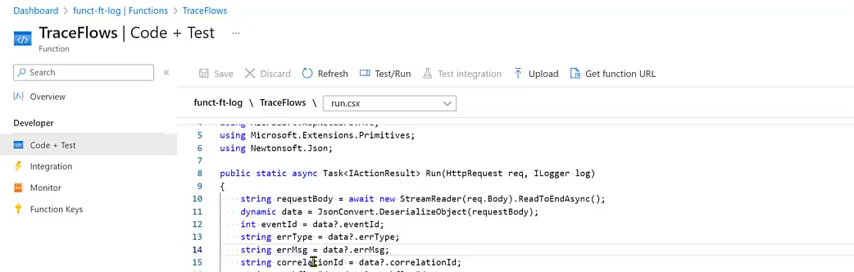 Dashboard > funct-ft-log | Functions > TraceFlows
TraceFlows | Code + Test ...
Function
Search «
Save Discard Refresh Test/Run Test integration Upload Get function URL
Overview
funct-ft-log \ TraceFlows \ run.csx
Developer
Code + Test
Integration
Monitor
Function Keys
5 using Microsoft.Extensions.Primitives;
6 using Newtonsoft.Json;
7
8 public static async Task<IActionResult> Run(HttpRequest req, ILogger log)
9 {
10 string requestBody = await new StreamReader(req.Body).ReadToEndAsync();
11 dynamic data = JsonConvert.DeserializeObject(requestBody);
12 int eventId = data?.eventId;
13 string errType = data?.errType;
14 string errMsg = data?.errMsg;
15 string correlationId = data?.correlationId;